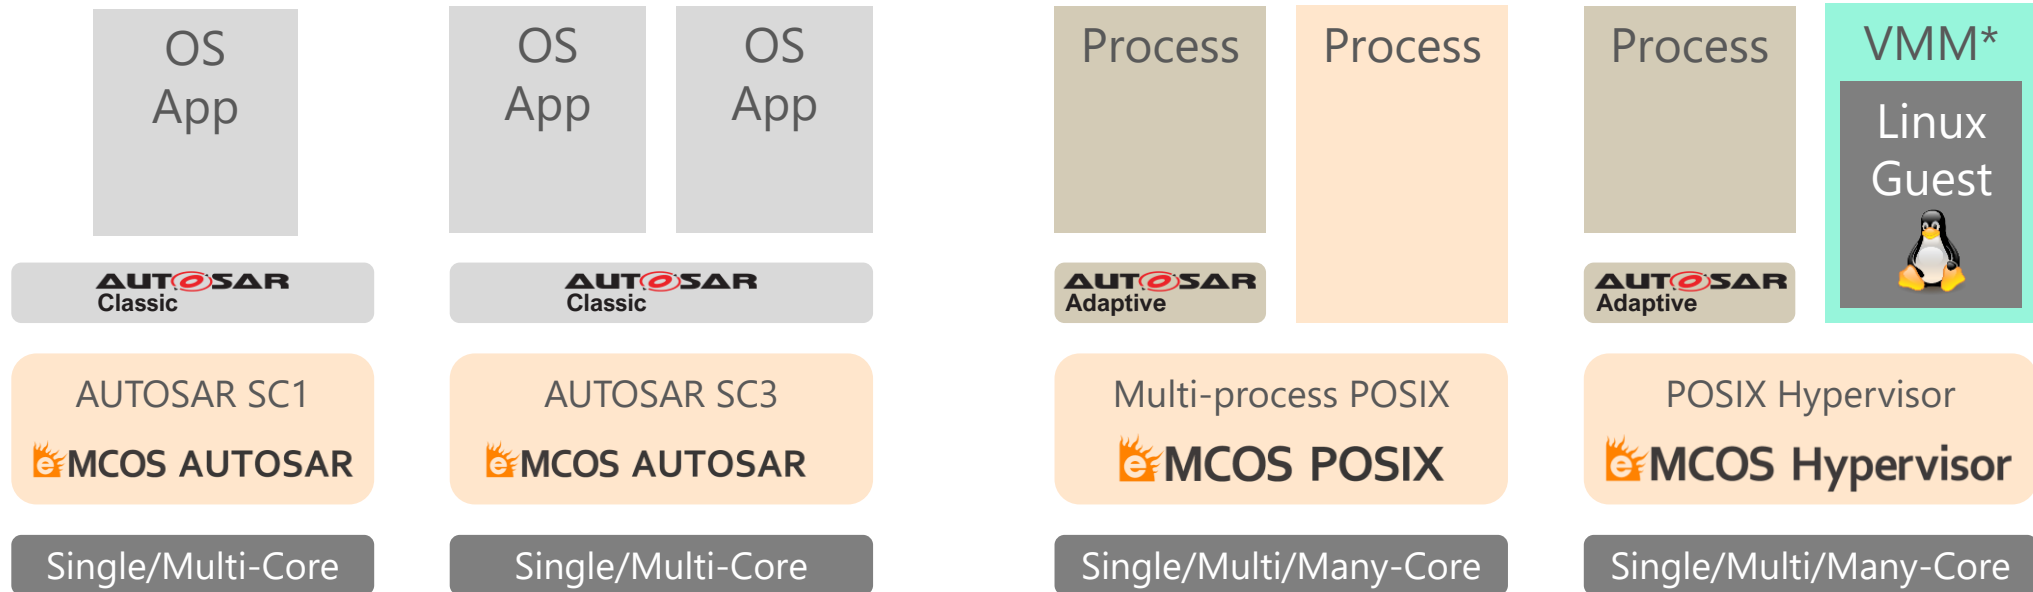 OS
App
AUTOSAR
Classic
AUTOSAR SC1
eMCOS AUTOSAR
Single/Multi-Core
OS
App
OS
App
AUTOSAR
Classic
AUTOSAR SC3
eMCOS AUTOSAR
Single/Multi-Core
Process
Process
AUTOSAR
Adaptive
Multi-process POSIX
eMCOS POSIX
Single/Multi/Many-Core
Process
VMM*
Linux
Guest
AUTOSAR
Adaptive
POSIX Hypervisor
eMCOS Hypervisor
Single/Multi/Many-Core